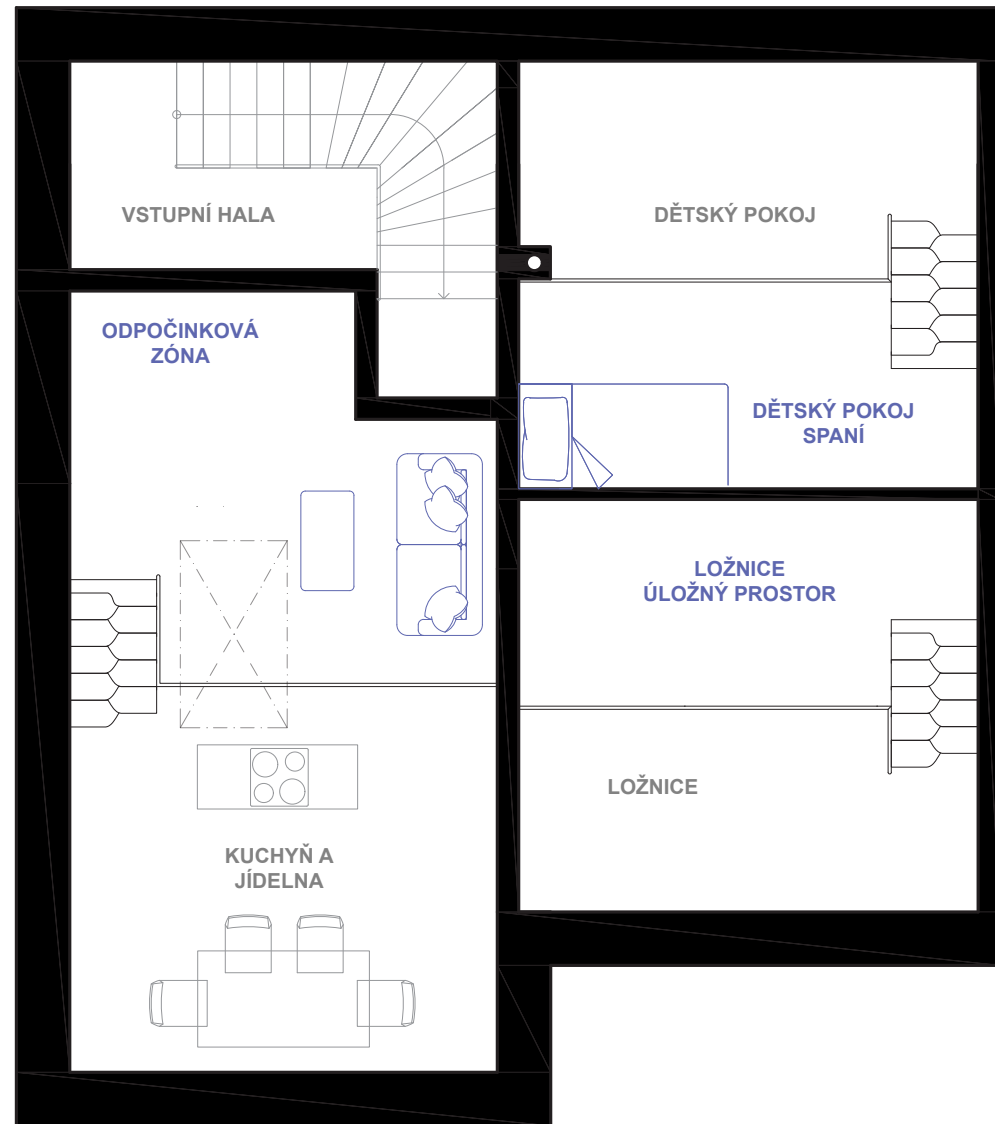 VSTUPNÍ HALA
DĚTSKÝ POKOJ
ODPOČINKOVÁ
ZÓNA
DĚTSKÝ POKOJ
SPANÍ
LOŽNICE
ÚLOŽNÝ PROSTOR
LOŽNICE
KUCHYŇ A
JÍDELNA